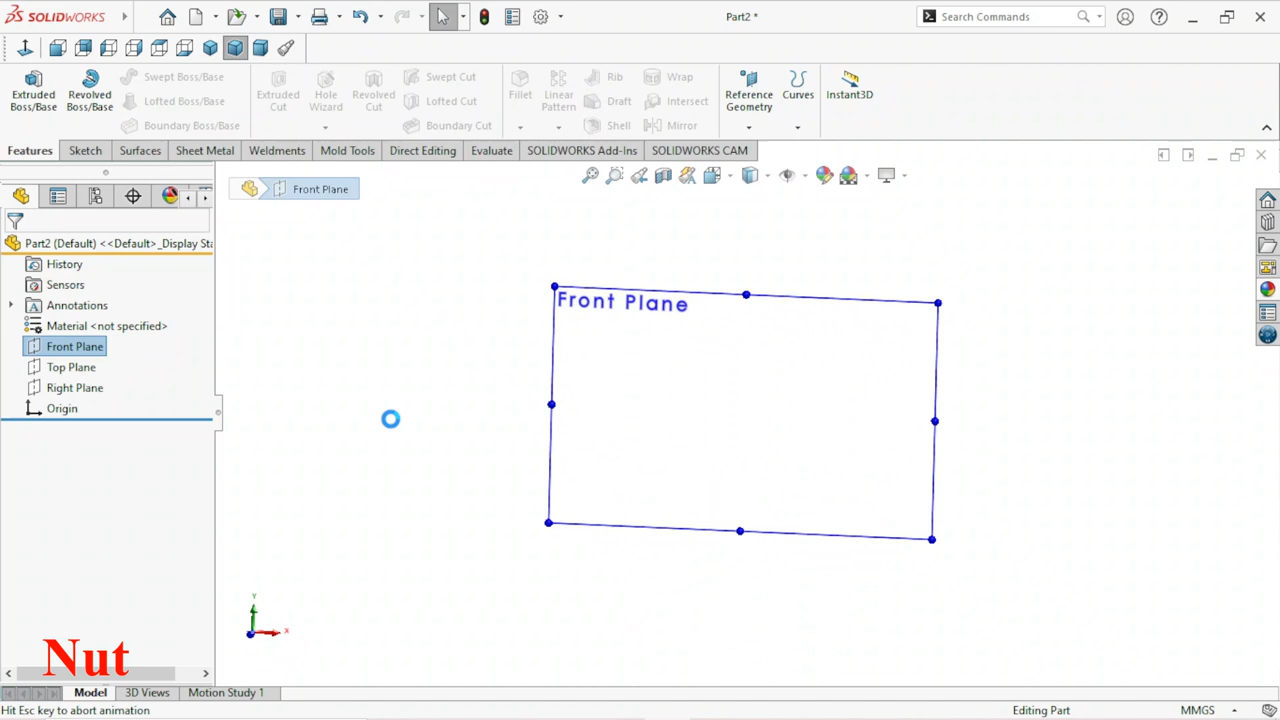 SOLIDWORKS
Part2 *
Search Commands
Extruded Boss/Base
Revolved Boss/Base
Swept Boss/Base
Lofted Boss/Base
Boundary Boss/Base
Extruded Cut
Hole Wizard
Revolved Cut
Swept Cut
Lofted Cut
Boundary Cut
Fillet
Linear Pattern
Rib
Draft
Shell
Wrap
Intersect
Mirror
Reference Geometry
Curves
Instant3D
Features Sketch Surfaces Sheet Metal Weldments Mold Tools Direct Editing Evaluate SOLIDWORKS Add-Ins SOLIDWORKS CAM
Front Plane
Part2 (Default) <<Default>_Display Sta
History
Sensors
Annotations
Material <not specified>
Front Plane
Top Plane
Right Plane
Origin
Front Plane
Y
X
Nut
Model 3D Views Motion Study 1
Hit Esc key to abort animation
Editing Part
MMGS